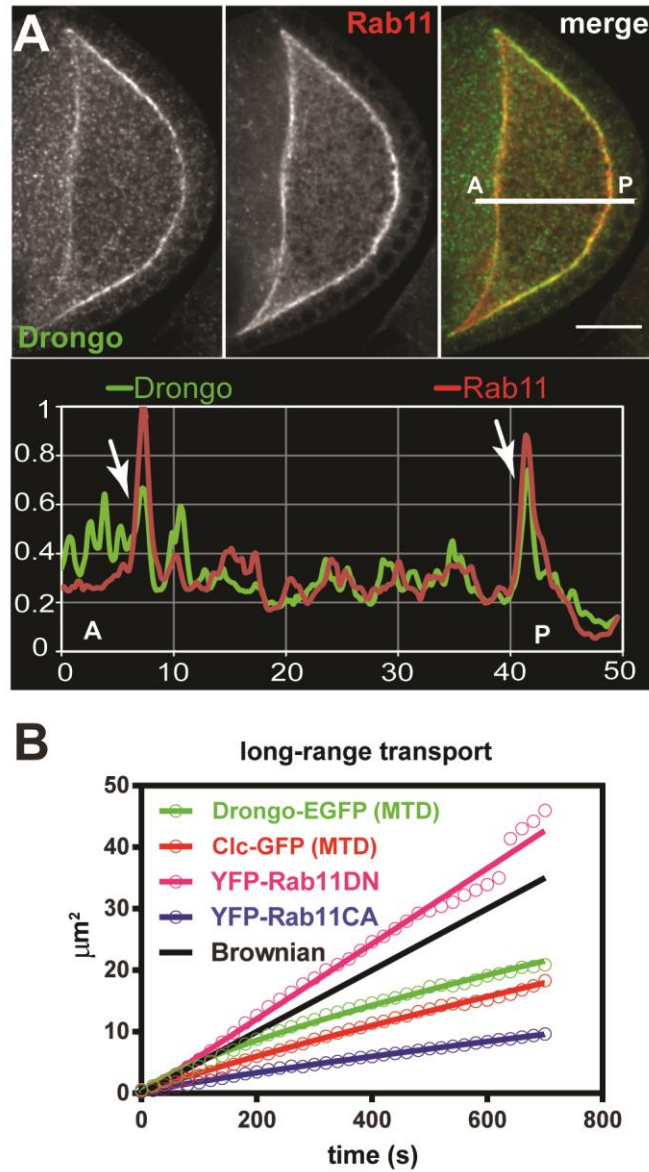 A
Rab11
merge
Drongo
A
P
Drongo
Rab11
1
0.8
0.6
0.4
0.2
0
A
P
0
10
20
30
40
50
B
long-range transport
50
40
30
20
10
0
μm²
Drongo-EGFP (MTD)
Clc-GFP (MTD)
YFP-Rab11DN
YFP-Rab11CA
Brownian
0
200
400
600
800
time (s)